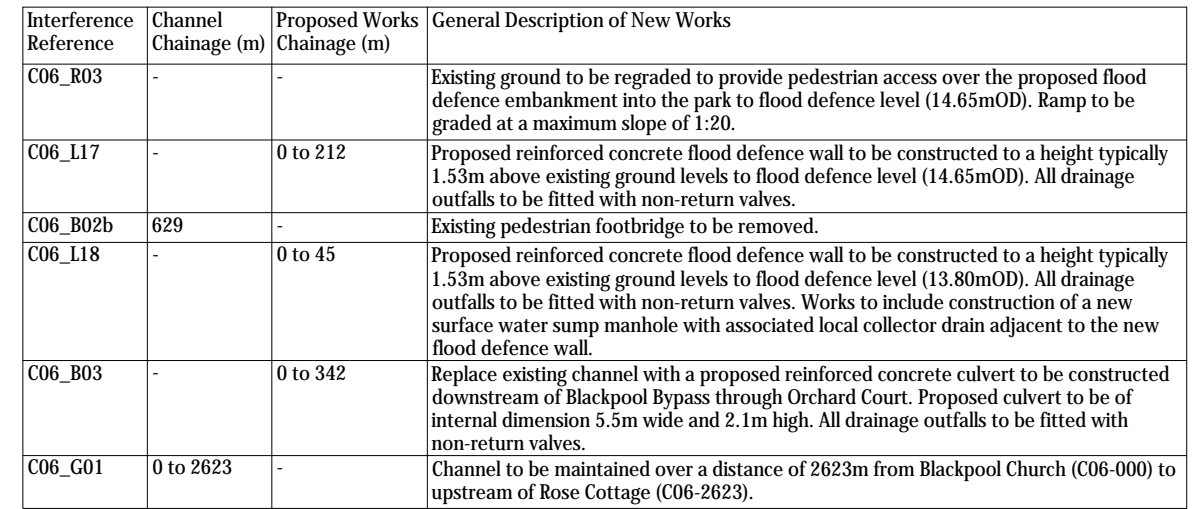 Interference Channel Proposed Works General Description of New Works
Reference Chainage (m) Chainage (m)
C06_R03 - - Existing ground to be regraded to provide pedestrian access over the proposed flood
defence embankment into the park to flood defence level (14.65mOD). Ramp to be
graded at a maximum slope of 1:20.
C06_L17 - 0 to 212 Proposed reinforced concrete flood defence wall to be constructed to a height typically
1.53m above existing ground levels to flood defence level (14.65mOD). All drainage
outfalls to be fitted with non-return valves.
C06_B02b 629 - Existing pedestrian footbridge to be removed.
C06_L18 - 0 to 45 Proposed reinforced concrete flood defence wall to be constructed to a height typically
1.53m above existing ground levels to flood defence level (13.80mOD). All drainage
outfalls to be fitted with non-return valves. Works to include construction of a new
surface water sump manhole with associated local collector drain adjacent to the new
flood defence wall.
C06_B03 - 0 to 342 Replace existing channel with a proposed reinforced concrete culvert to be constructed
downstream of Blackpool Bypass through Orchard Court. Proposed culvert to be of
internal dimension 5.5m wide and 2.1m high. All drainage outfalls to be fitted with
non-return valves.
C06_G01 0 to 2623 - Channel to be maintained over a distance of 2623m from Blackpool Church (C06-000) to
upstream of Rose Cottage (C06-2623).